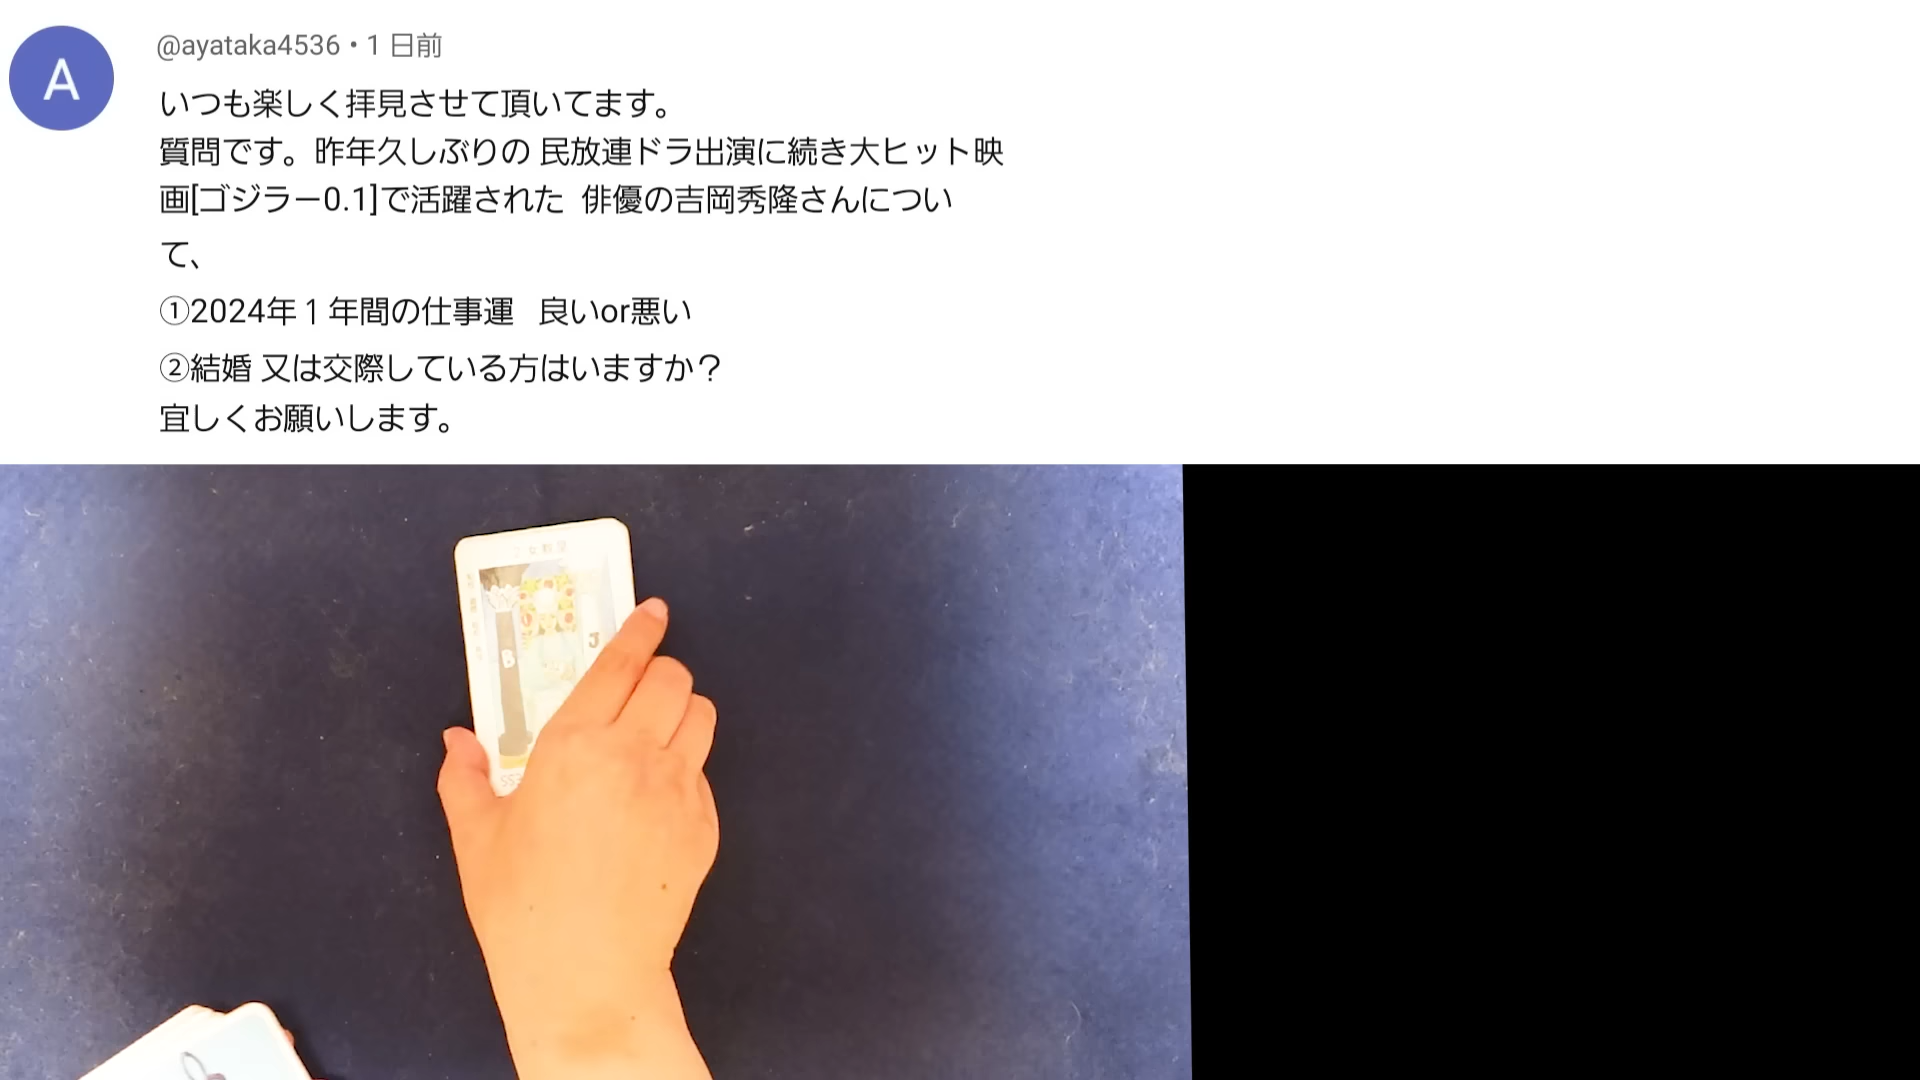 A
@ayataka4536 • 1 日前
いつも楽しく拝見させて頂いてます。
質問です。昨年久しぶりの 民放連ドラ出演に続き大ヒット映
画[ゴジラー0.1]で活躍された 俳優の吉岡秀隆さんについ
て、
①2024年１年間の仕事運 良いor悪い
②結婚 又は交際している方はいますか？
宜しくお願いします。
女教皇
B
J